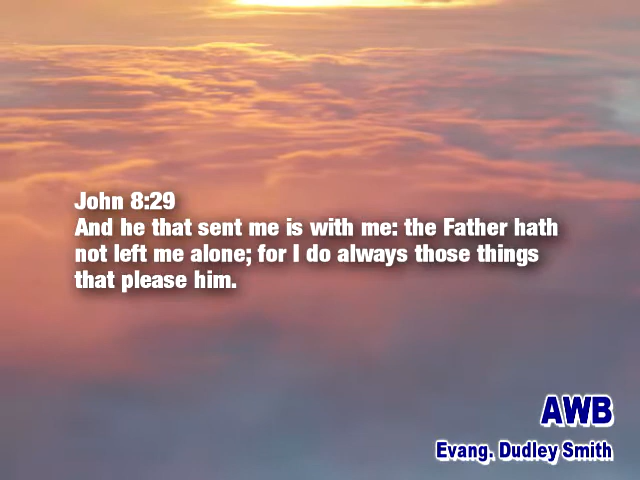 John 8:29
And he that sent me is with me: the Father hath
not left me alone; for I do always those things
that please him.
AWB
Evang. Dudley Smith